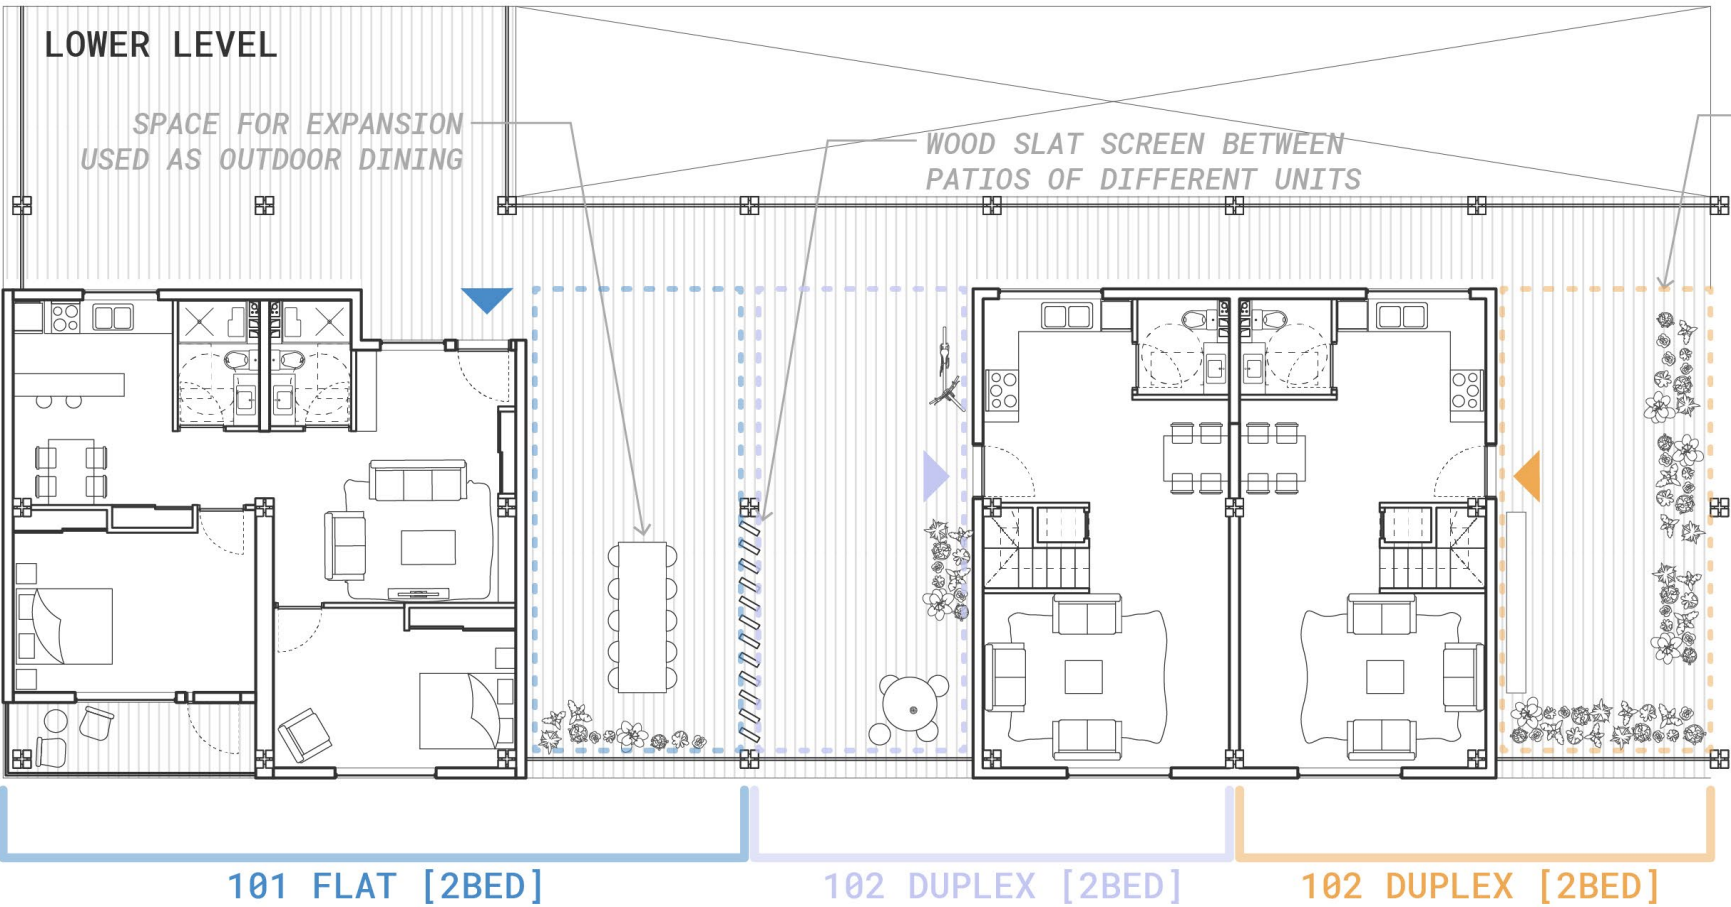 LOWER LEVEL
SPACE FOR EXPANSION
USED AS OUTDOOR DINING
WOOD SLAT SCREEN BETWEEN
PATIOS OF DIFFERENT UNITS
101 FLAT [2BED]
102 DUPLEX [2BED]
102 DUPLEX [2BED]